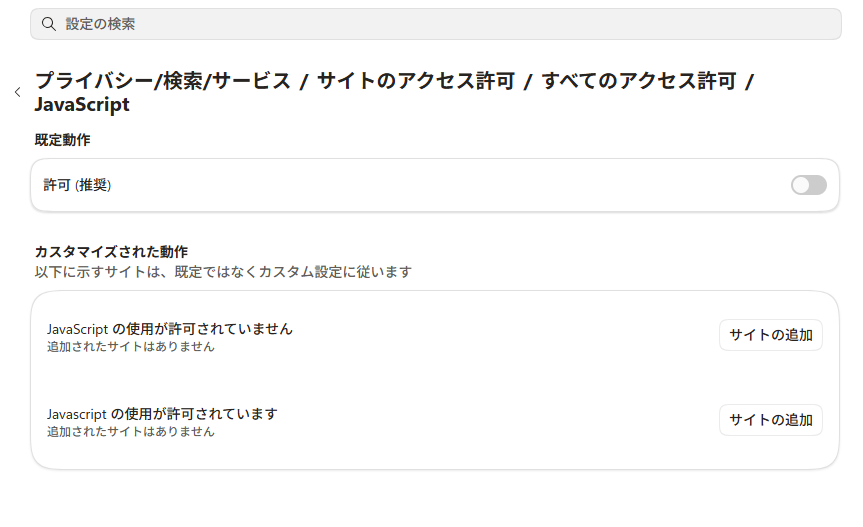 設定の検索
プライバシー/検索/サービス / サイトのアクセス許可 / すべてのアクセス許可 /
JavaScript
既定動作
許可 (推奨)
カスタマイズされた動作
以下に示すサイトは、既定ではなくカスタム設定に従います
JavaScript の使用が許可されていません
追加されたサイトはありません
サイトの追加
Javascript の使用が許可されています
追加されたサイトはありません
サイトの追加